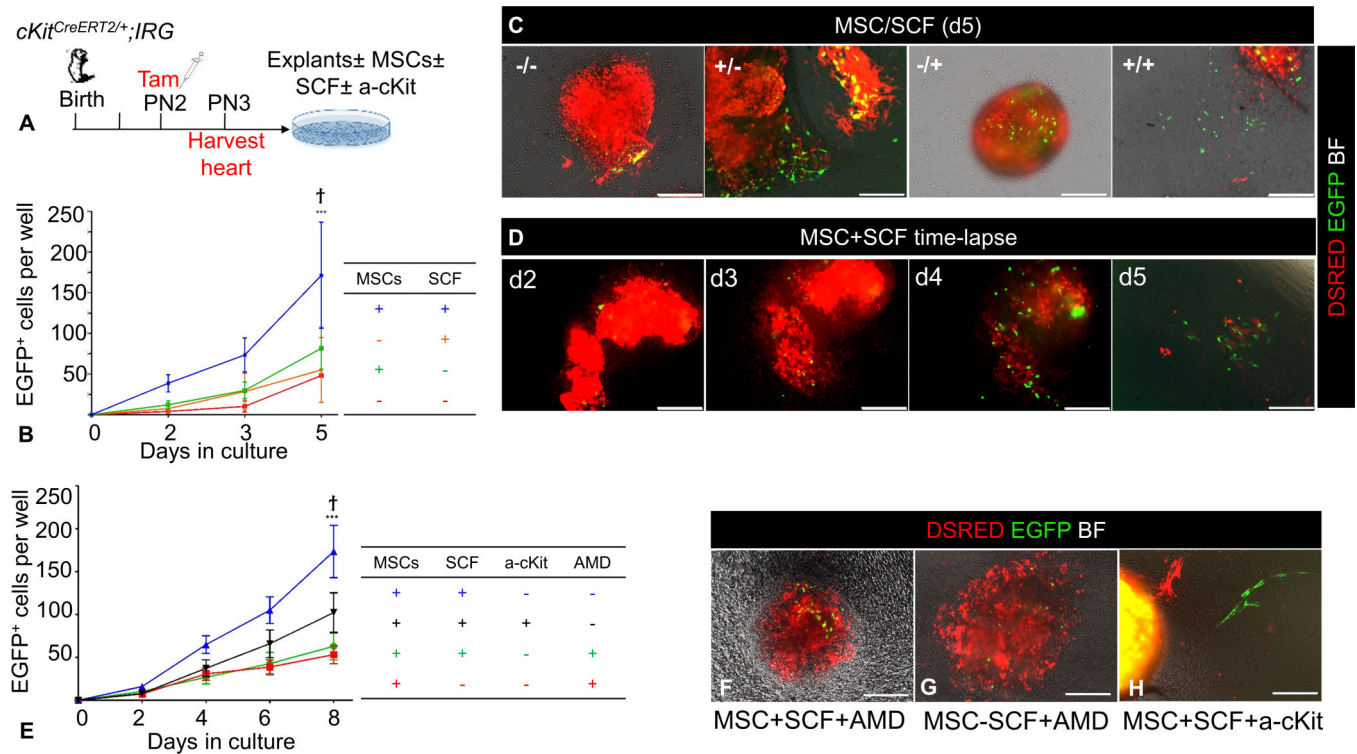 cKit^CreERT2/+;IRG
Tam
Explants± MSCs±
SCF± a-cKit
Birth
PN2
PN3
Harvest
heart
A
250
200
150
100
50
0
2
3
5
†
***
EGFP⁺ cells per well
Days in culture
B
MSCs SCF
+ +
- +
+ -
- -
C
MSC/SCF (d5)
-/-
+/-
-/+
+/+
D
MSC+SCF time-lapse
d2
d3
d4
d5
DSRED EGFP BF
250
200
150
100
50
0
2
4
6
8
†
***
EGFP⁺ cells per well
Days in culture
E
MSCs SCF a-cKit AMD
+ + - -
+ + + -
+ + - +
+ - - +
DSRED EGFP BF
F
G
H
MSC+SCF+AMD
MSC-SCF+AMD
MSC+SCF+a-cKit